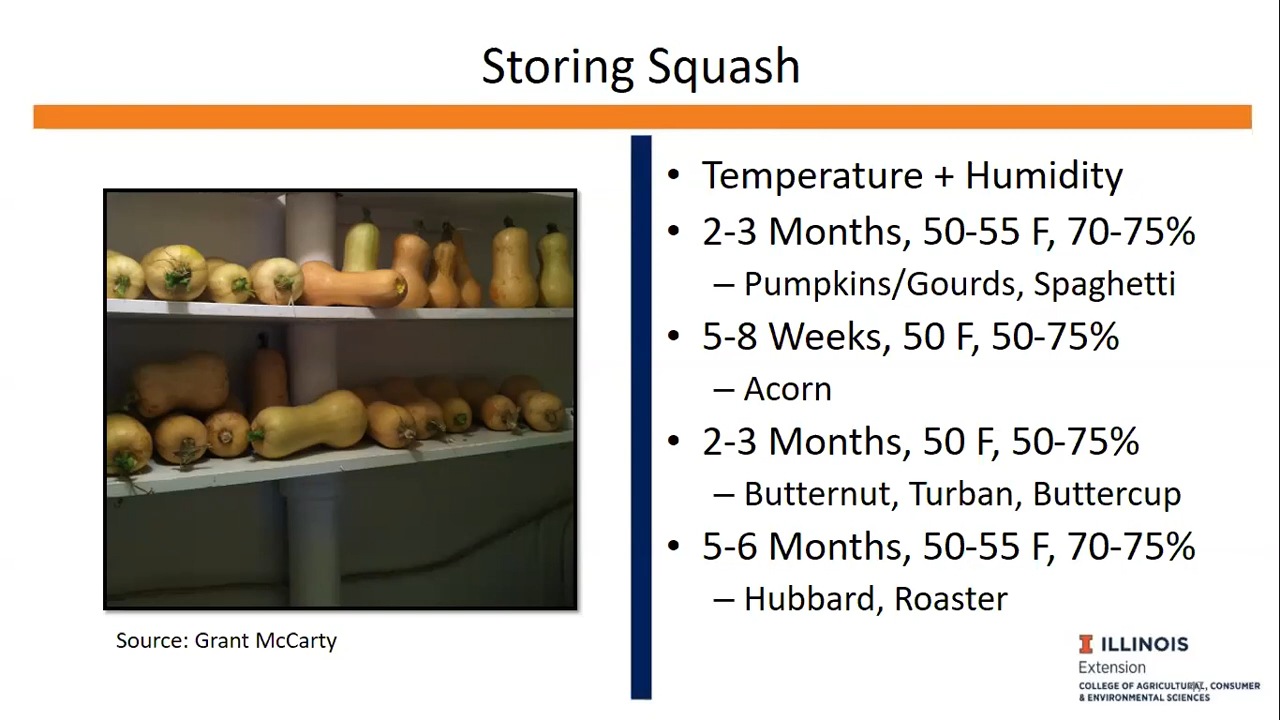 Storing Squash
• Temperature + Humidity
• 2-3 Months, 50-55 F, 70-75%
– Pumpkins/Gourds, Spaghetti
• 5-8 Weeks, 50 F, 50-75%
– Acorn
• 2-3 Months, 50 F, 50-75%
– Butternut, Turban, Buttercup
• 5-6 Months, 50-55 F, 70-75%
– Hubbard, Roaster
Source: Grant McCarty
I ILLINOIS
Extension
COLLEGE OF AGRICULTURAL, CONSUMER
& ENVIRONMENTAL SCIENCES